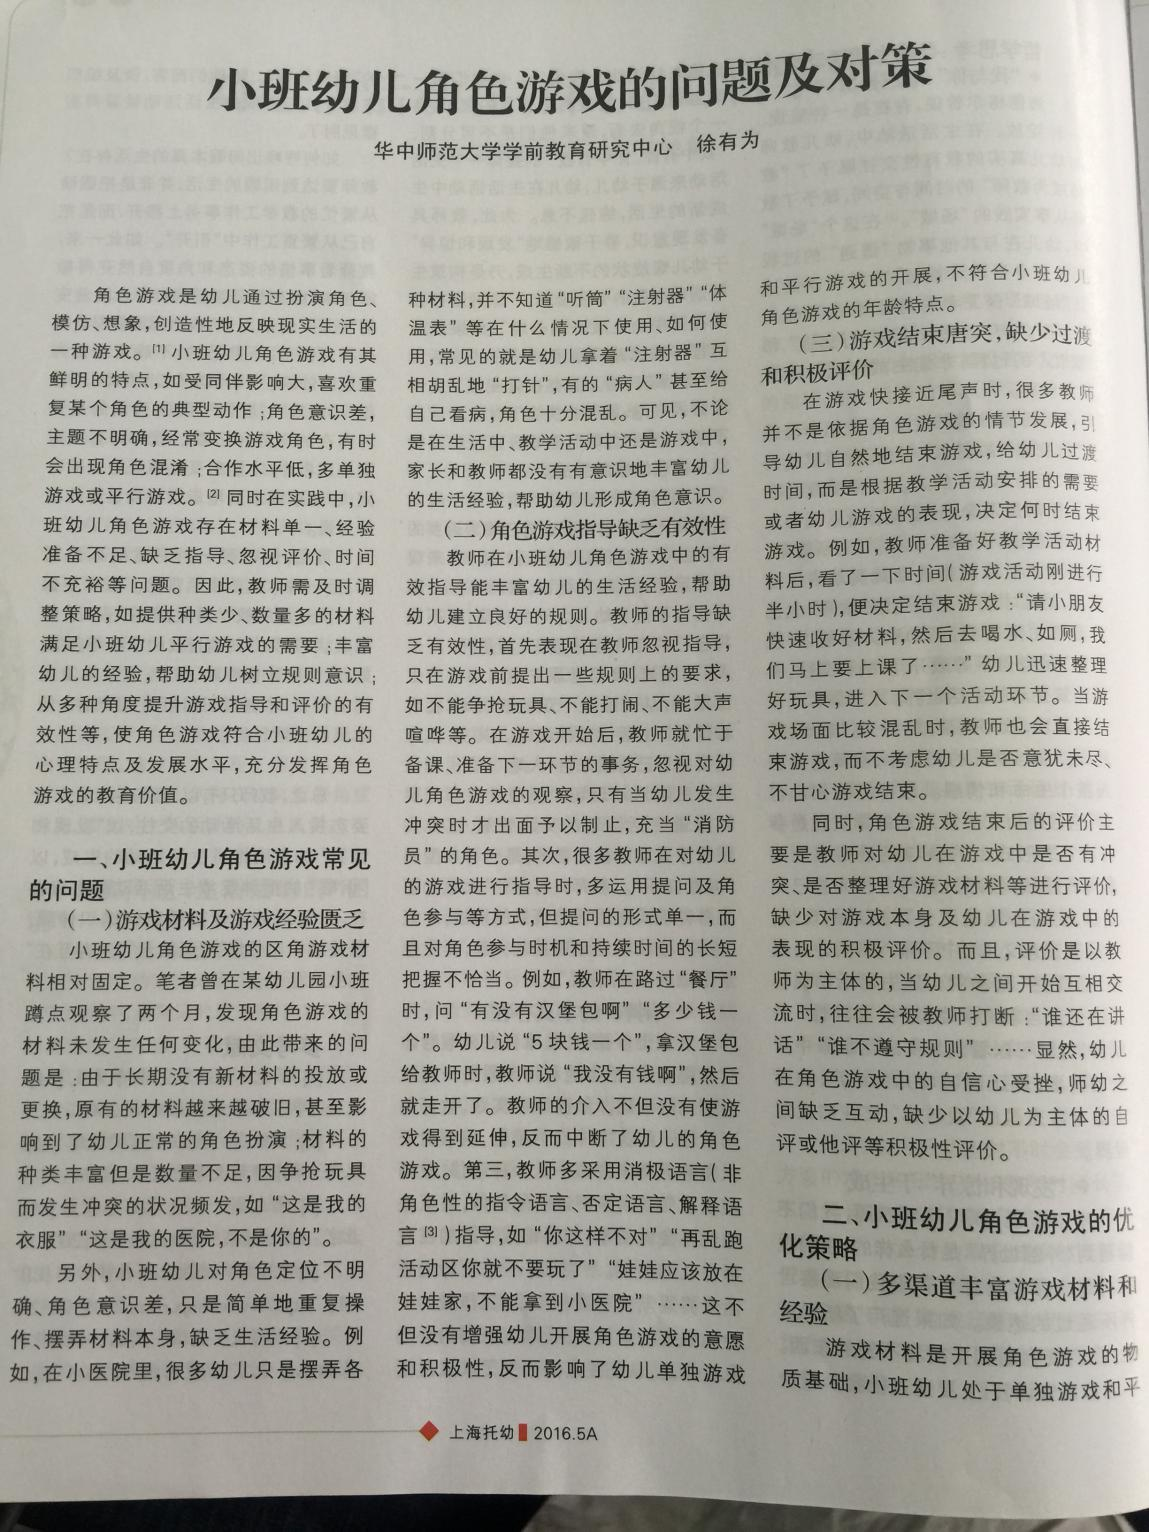 小班幼儿角色游戏的问题及对策
华中师范大学学前教育研究中心 徐有为
角色游戏是幼儿通过扮演角色、
模仿、想象,创造性地反映现实生活的
一种游戏。[1] 小班幼儿角色游戏有其
鲜明的特点,如受同伴影响大,喜欢重
复某个角色的典型动作;角色意识差,
主题不明确,经常变换游戏角色,有时
会出现角色混淆;合作水平低,多单独
游戏或平行游戏。[2] 同时在实践中,小
班幼儿角色游戏存在材料单一、经验
准备不足、缺乏指导、忽视评价、时间
不充裕等问题。因此,教师需及时调
整策略,如提供种类少、数量多的材料
满足小班幼儿平行游戏的需要;丰富
幼儿的经验,帮助幼儿树立规则意识;
从多种角度提升游戏指导和评价的有
效性等,使角色游戏符合小班幼儿的
心理特点及发展水平,充分发挥角色
游戏的教育价值。
一、小班幼儿角色游戏常见
的问题
(一)游戏材料及游戏经验匮乏
小班幼儿角色游戏的区角游戏材
料相对固定。笔者曾在某幼儿园小班
蹲点观察了两个月,发现角色游戏的
材料未发生任何变化,由此带来的问
题是:由于长期没有新材料的投放或
更换,原有的材料越来越破旧,甚至影
响到了幼儿正常的角色扮演;材料的
种类丰富但是数量不足,因争抢玩具
而发生冲突的状况频发,如“这是我的
衣服”“这是我的医院,不是你的”。
另外,小班幼儿对角色定位不明
确、角色意识差,只是简单地重复操
作、摆弄材料本身,缺乏生活经验。例
如,在小医院里,很多幼儿只是摆弄各
种材料,并不知道“听筒”“注射器”“体
温表”等在什么情况下使用、如何使
用,常见的就是幼儿拿着“注射器”互
相胡乱地“打针”,有的“病人”甚至给
自己看病,角色十分混乱。可见,不论
是在生活中、教学活动中还是游戏中,
家长和教师都没有有意识地丰富幼儿
的生活经验,帮助幼儿形成角色意识。
(二)角色游戏指导缺乏有效性
教师在小班幼儿角色游戏中的有
效指导能丰富幼儿的生活经验,帮助
幼儿建立良好的规则。教师的指导缺
乏有效性,首先表现在教师忽视指导,
只在游戏前提出一些规则上的要求,
如不能争抢玩具、不能打闹、不能大声
喧哗等。在游戏开始后,教师就忙于
备课、准备下一环节的事务,忽视对幼
儿角色游戏的观察,只有当幼儿发生
冲突时才出面予以制止,充当“消防
员”的角色。其次,很多教师在对幼儿
的游戏进行指导时,多运用提问及角
色参与等方式,但提问的形式单一,而
且对角色参与时机和持续时间的长短
把握不恰当。例如,教师在路过“餐厅”
时,问“有没有汉堡包啊”“多少钱一
个”。幼儿说“5块钱一个”,拿汉堡包
给教师时,教师说“我没有钱啊”,然后
就走开了。教师的介入不但没有使游
戏得到延伸,反而中断了幼儿的角色
游戏。第三,教师多采用消极语言(非
角色性的指令语言、否定语言、解释语
言[3])指导,如“你这样不对”“再乱跑
活动区你就不要玩了”“娃娃应该放在
娃娃家,不能拿到小医院”……这不
但没有增强幼儿开展角色游戏的意愿
和积极性,反而影响了幼儿单独游戏
和平行游戏的开展,不符合小班幼儿
角色游戏的年龄特点。
(三)游戏结束唐突,缺少过渡
和积极评价
在游戏快接近尾声时,很多教师
并不是依据角色游戏的情节发展,引
导幼儿自然地结束游戏,给幼儿过渡
时间,而是根据教学活动安排的需要
或者幼儿游戏的表现,决定何时结束
游戏。例如,教师准备好教学活动材
料后,看了一下时间(游戏活动刚进行
半小时),便决定结束游戏:“请小朋友
快速收好材料,然后去喝水、如厕,我
们马上要上课了……”幼儿迅速整理
好玩具,进入下一个活动环节。当游
戏场面比较混乱时,教师也会直接结
束游戏,而不考虑幼儿是否意犹未尽、
不甘心游戏结束。
同时,角色游戏结束后的评价主
要是教师对幼儿在游戏中是否有冲
突、是否整理好游戏材料等进行评价,
缺少对游戏本身及幼儿在游戏中的
表现的积极评价。而且,评价是以教
师为主体的,当幼儿之间开始互相交
流时,往往会被教师打断:“谁还在讲
话”“谁不遵守规则”……显然,幼儿
在角色游戏中的自信心受挫,师幼之
间缺乏互动,缺少以幼儿为主体的自
评或他评等积极性评价。
二、小班幼儿角色游戏的优
化策略
(一)多渠道丰富游戏材料和
经验
游戏材料是开展角色游戏的物
质基础,小班幼儿处于单独游戏和平
上海托幼 2016.5A